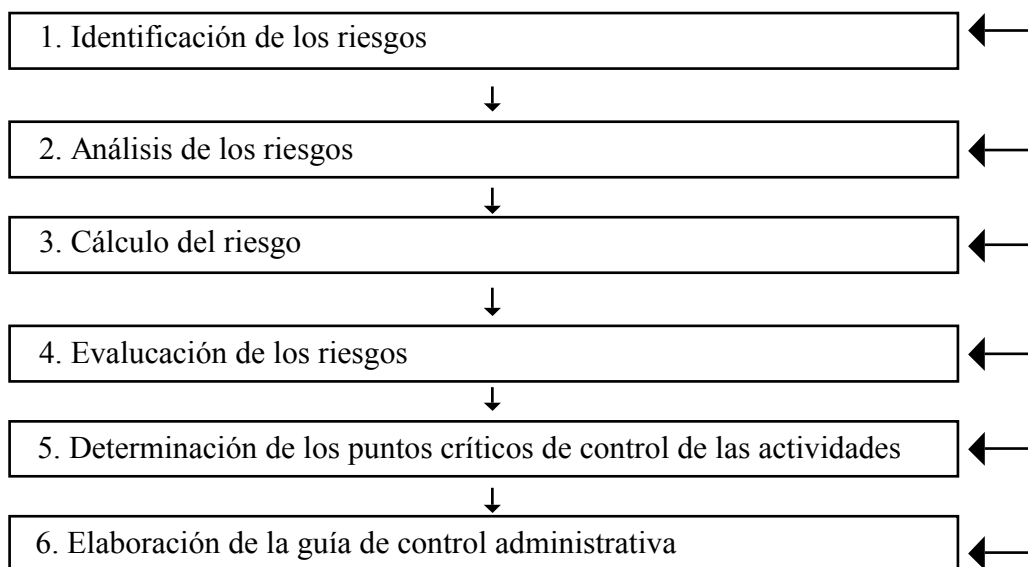 1. Identificación de los riesgos
2. Análisis de los riesgos
3. Cálculo del riesgo
4. Evalucación de los riesgos
5. Determinación de los puntos críticos de control de las actividades
6. Elaboración de la guía de control administrativa